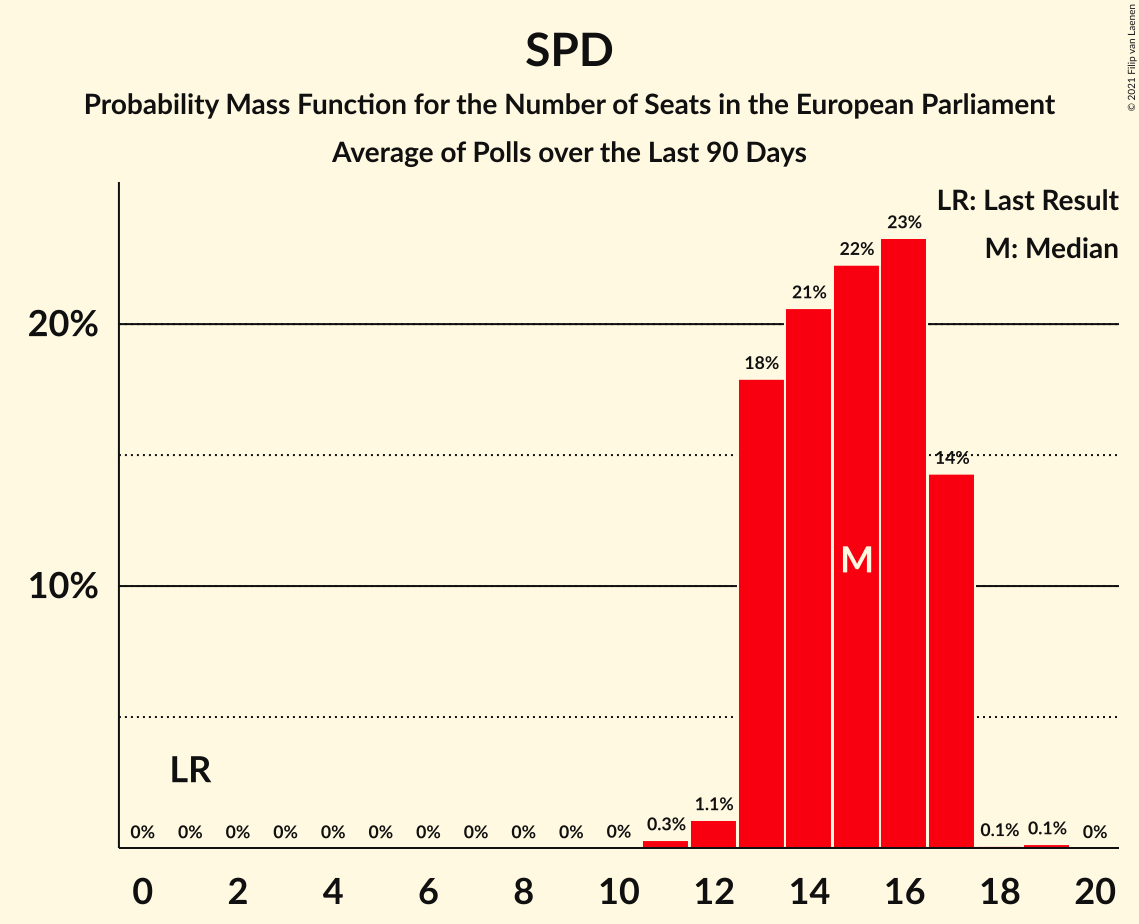 SPD
Probability Mass Function for the Number of Seats in the European Parliament
Average of Polls over the Last 90 Days
© 2021 Filip van Laenen
LR: Last Result
M: Median
20%
10%
0% 0% 0% 0% 0% 0% 0% 0% 0% 0% 0% 0.3% 1.1% 18% 21% 22% 23% 14% 0.1% 0.1% 0%
LR
M
0 2 4 6 8 10 12 14 16 18 20